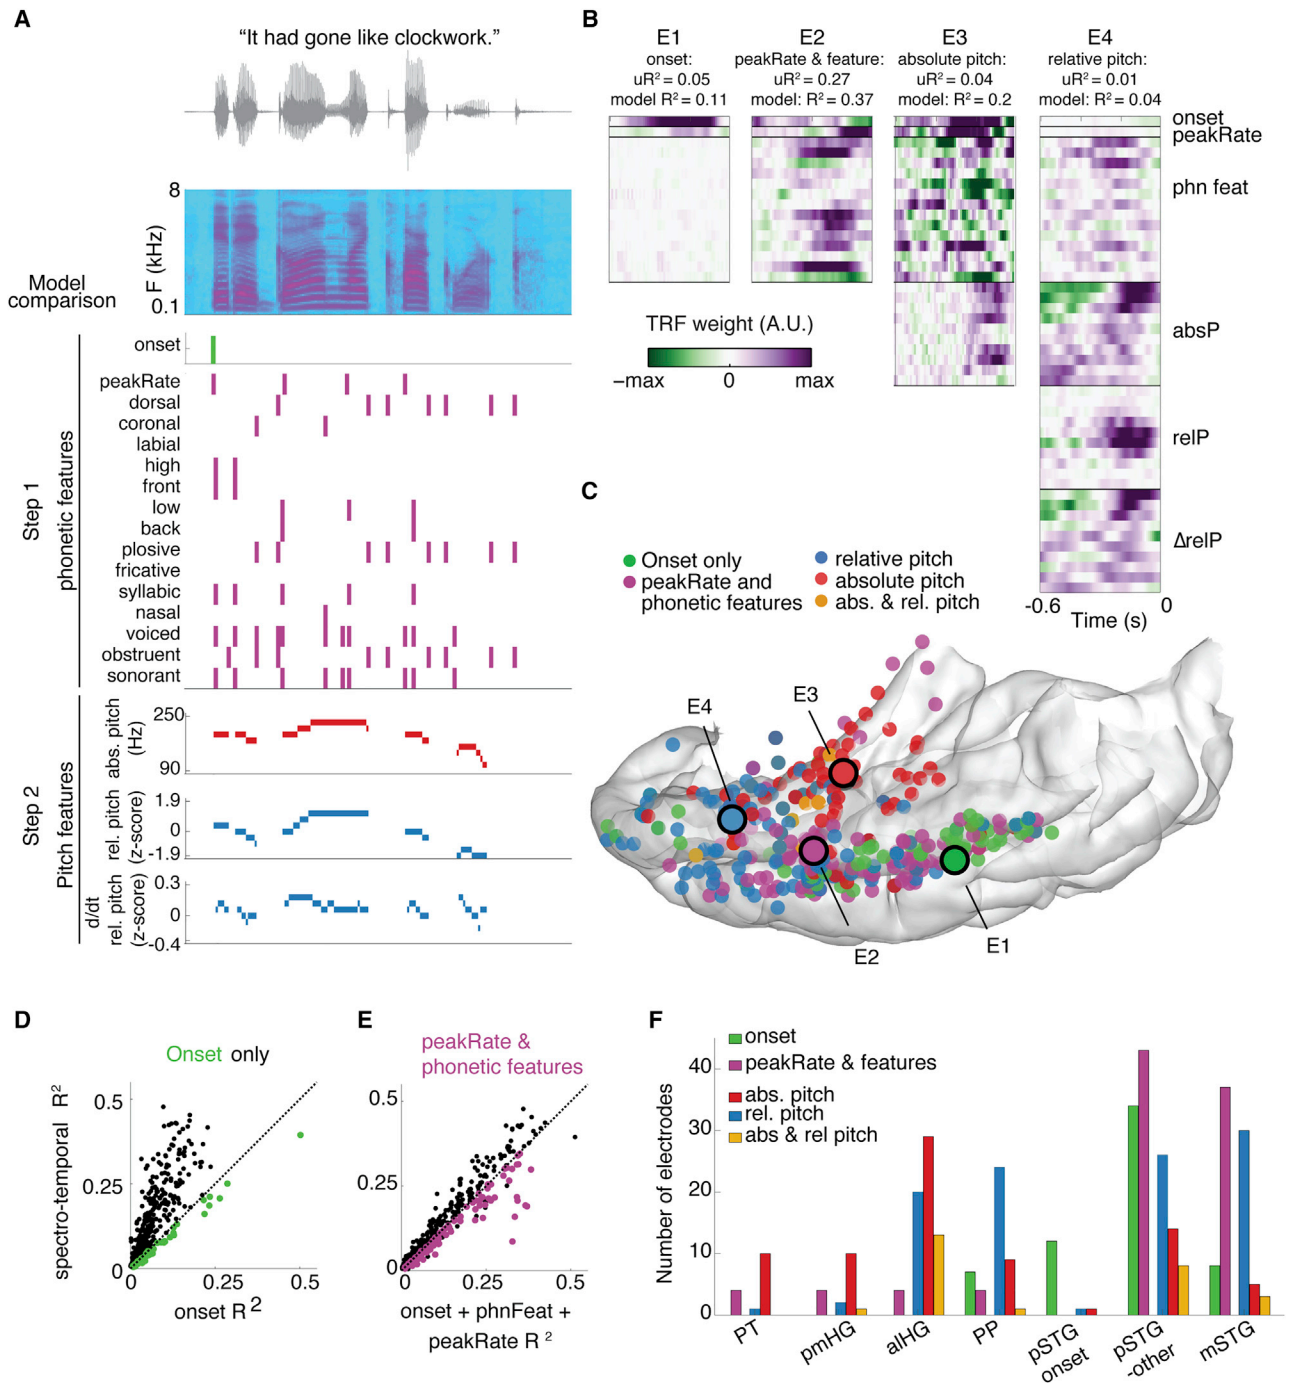 A
“It had gone like clockwork.”
8
F (kHz)
0.1
Model
comparison
Step 1
phonetic features
onset
peakRate
dorsal
coronal
labial
high
front
low
back
plosive
fricative
syllabic
nasal
voiced
obstruent
sonorant
Step 2
Pitch features
abs. pitch
(Hz)
250
90
rel. pitch
(z-score)
1.9
0
-1.9
d/dt
rel. pitch
(z-score)
0.3
0
-0.4
B
E1
onset:
uR² = 0.05
model R² = 0.11
E2
peakRate & feature:
uR² = 0.27
model: R² = 0.37
E3
absolute pitch:
uR² = 0.04
model: R² = 0.2
E4
relative pitch:
uR² = 0.01
model: R² = 0.04
onset
peakRate
phn feat
absP
relP
ΔrelP
TRF weight (A.U.)
−max 0 max
-0.6 0
Time (s)
C
Onset only
peakRate and
phonetic features
relative pitch
absolute pitch
abs. & rel. pitch
E3
E4
E1
E2
D
Onset only
spectro-temporal R²
0.5
0.25
0
0 0.25 0.5
onset R²
E
peakRate &
phonetic features
0.5
0.25
0
0 0.25 0.5
onset + phnFeat +
peakRate R²
F
onset
peakRate & features
abs. pitch
rel. pitch
abs & rel pitch
Number of electrodes
40
30
20
10
0
PT
pmHG
alHG
PP
pSTG
onset
pSTG
-other
mSTG